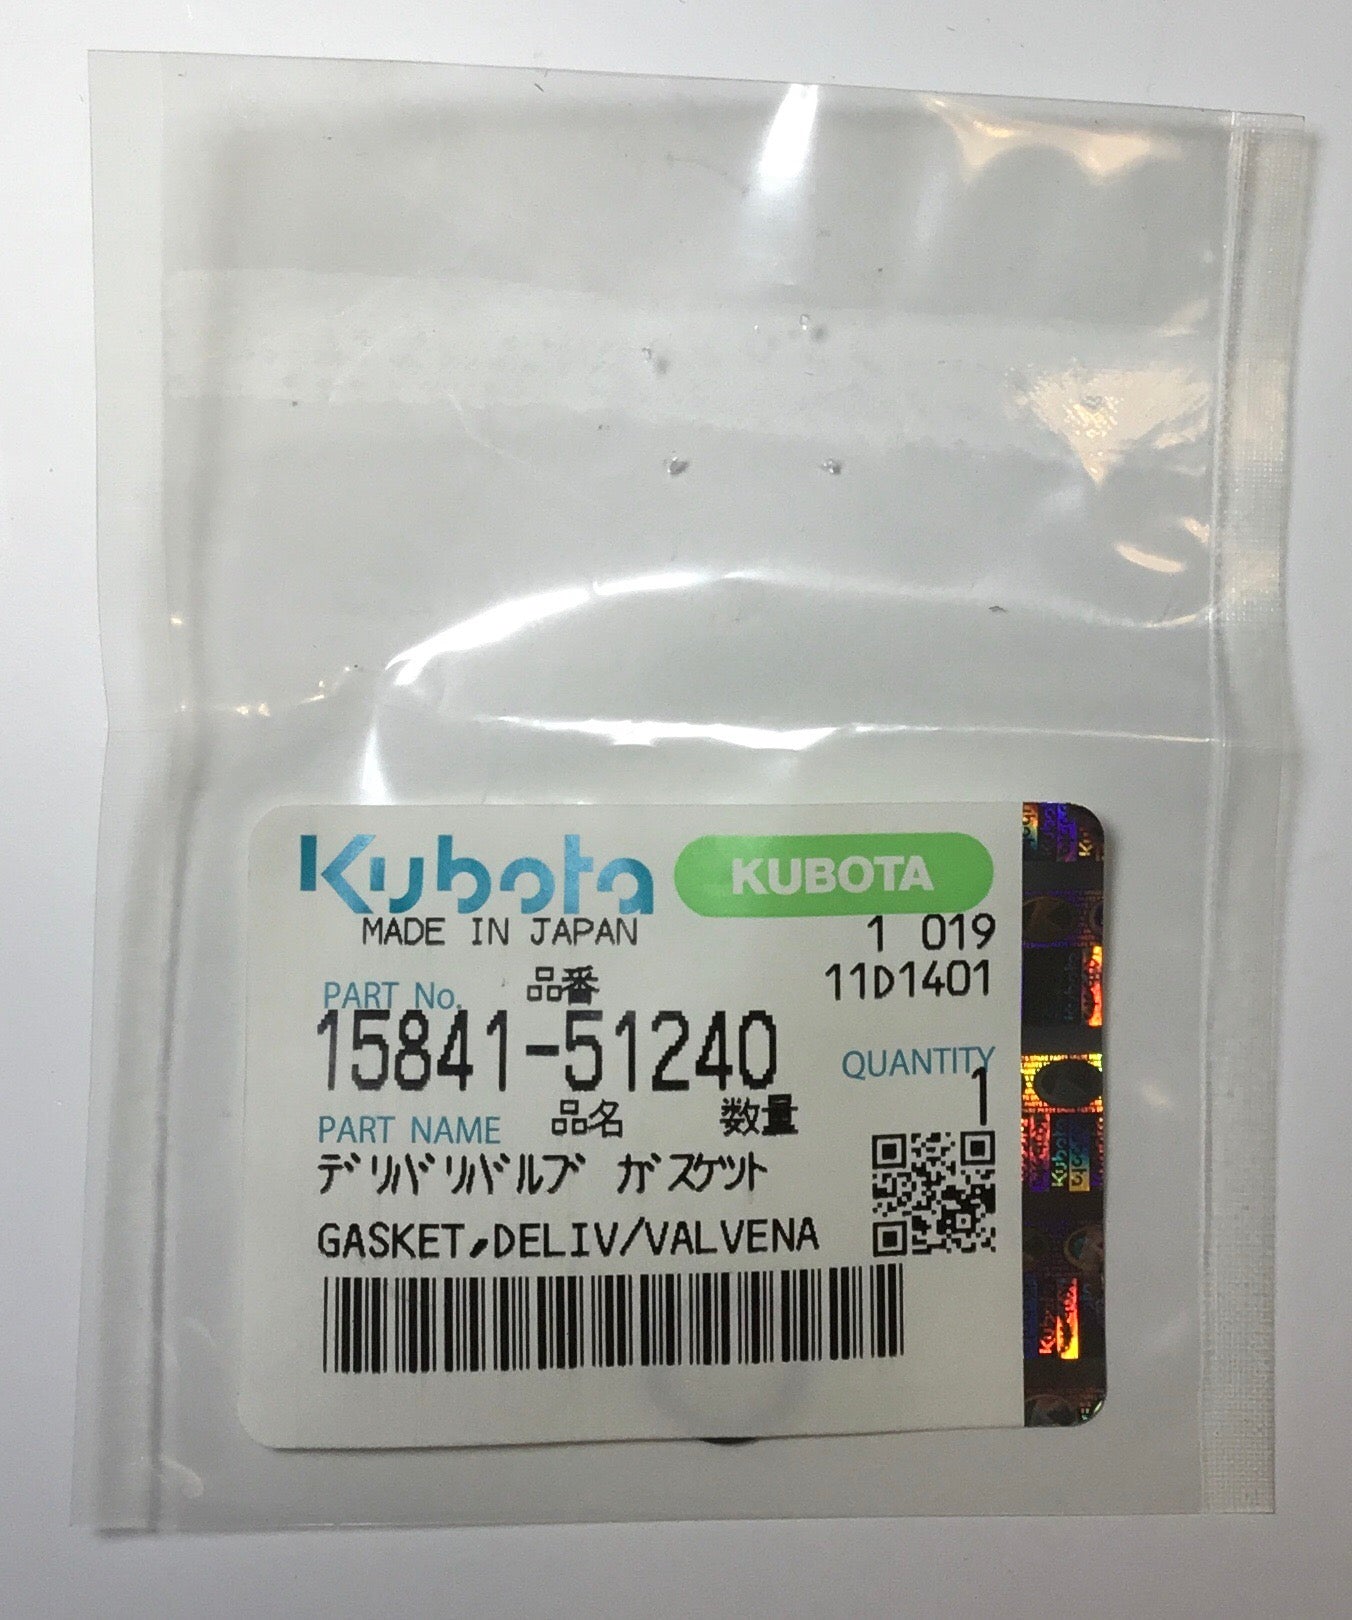 Kubota KUBOTA
MADE IN JAPAN 1 019
11D1401
PART No. 品番
15841-51240
QUANTITY
1
PART NAME 品名 数量
デリバリバルブ ガスケット
GASKET,DELIV/VALVENA